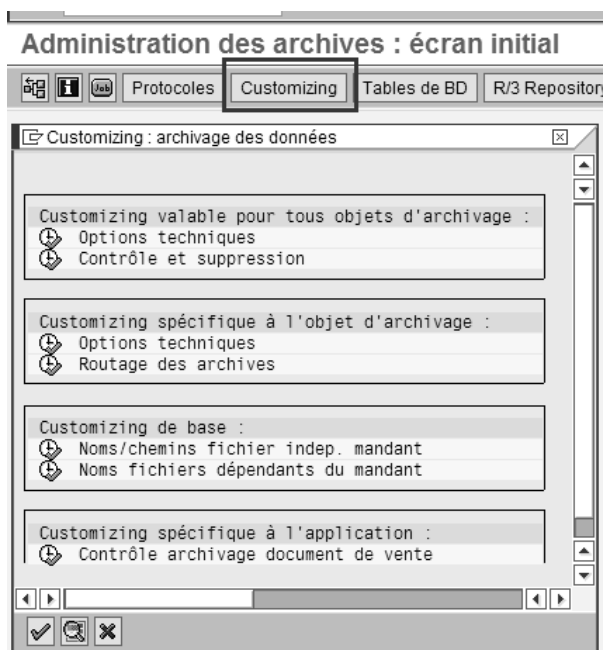 Administration des archives : écran initial
Job Protocoles Customizing Tables de BD R/3 Repository
Customizing : archivage des données
Customizing valable pour tous objets d'archivage :
Options techniques
Contrôle et suppression
Customizing spécifique à l'objet d'archivage :
Options techniques
Routage des archives
Customizing de base :
Noms/chemins fichier indep. mandant
Noms fichiers dépendants du mandant
Customizing spécifique à l'application :
Contrôle archivage document de vente